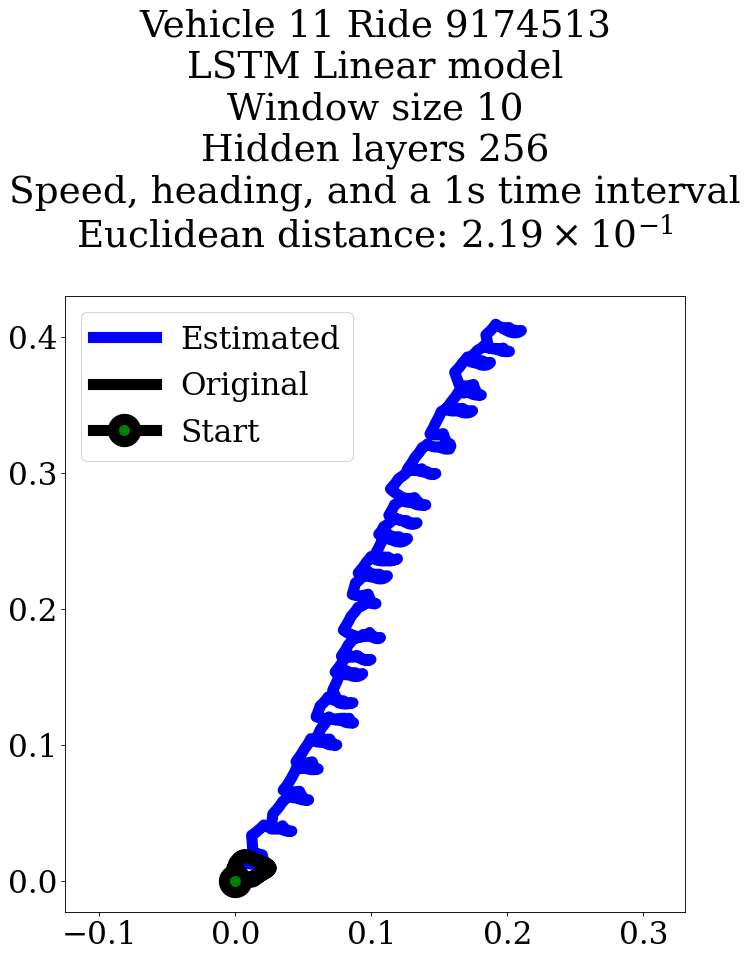 Vehicle 11 Ride 9174513
LSTM Linear model
Window size 10
Hidden layers 256
Speed, heading, and a 1s time interval
Euclidean distance: 2.19 × 10⁻¹
Estimated
Original
Start
0.4
0.3
0.2
0.1
0.0
−0.1 0.0 0.1 0.2 0.3